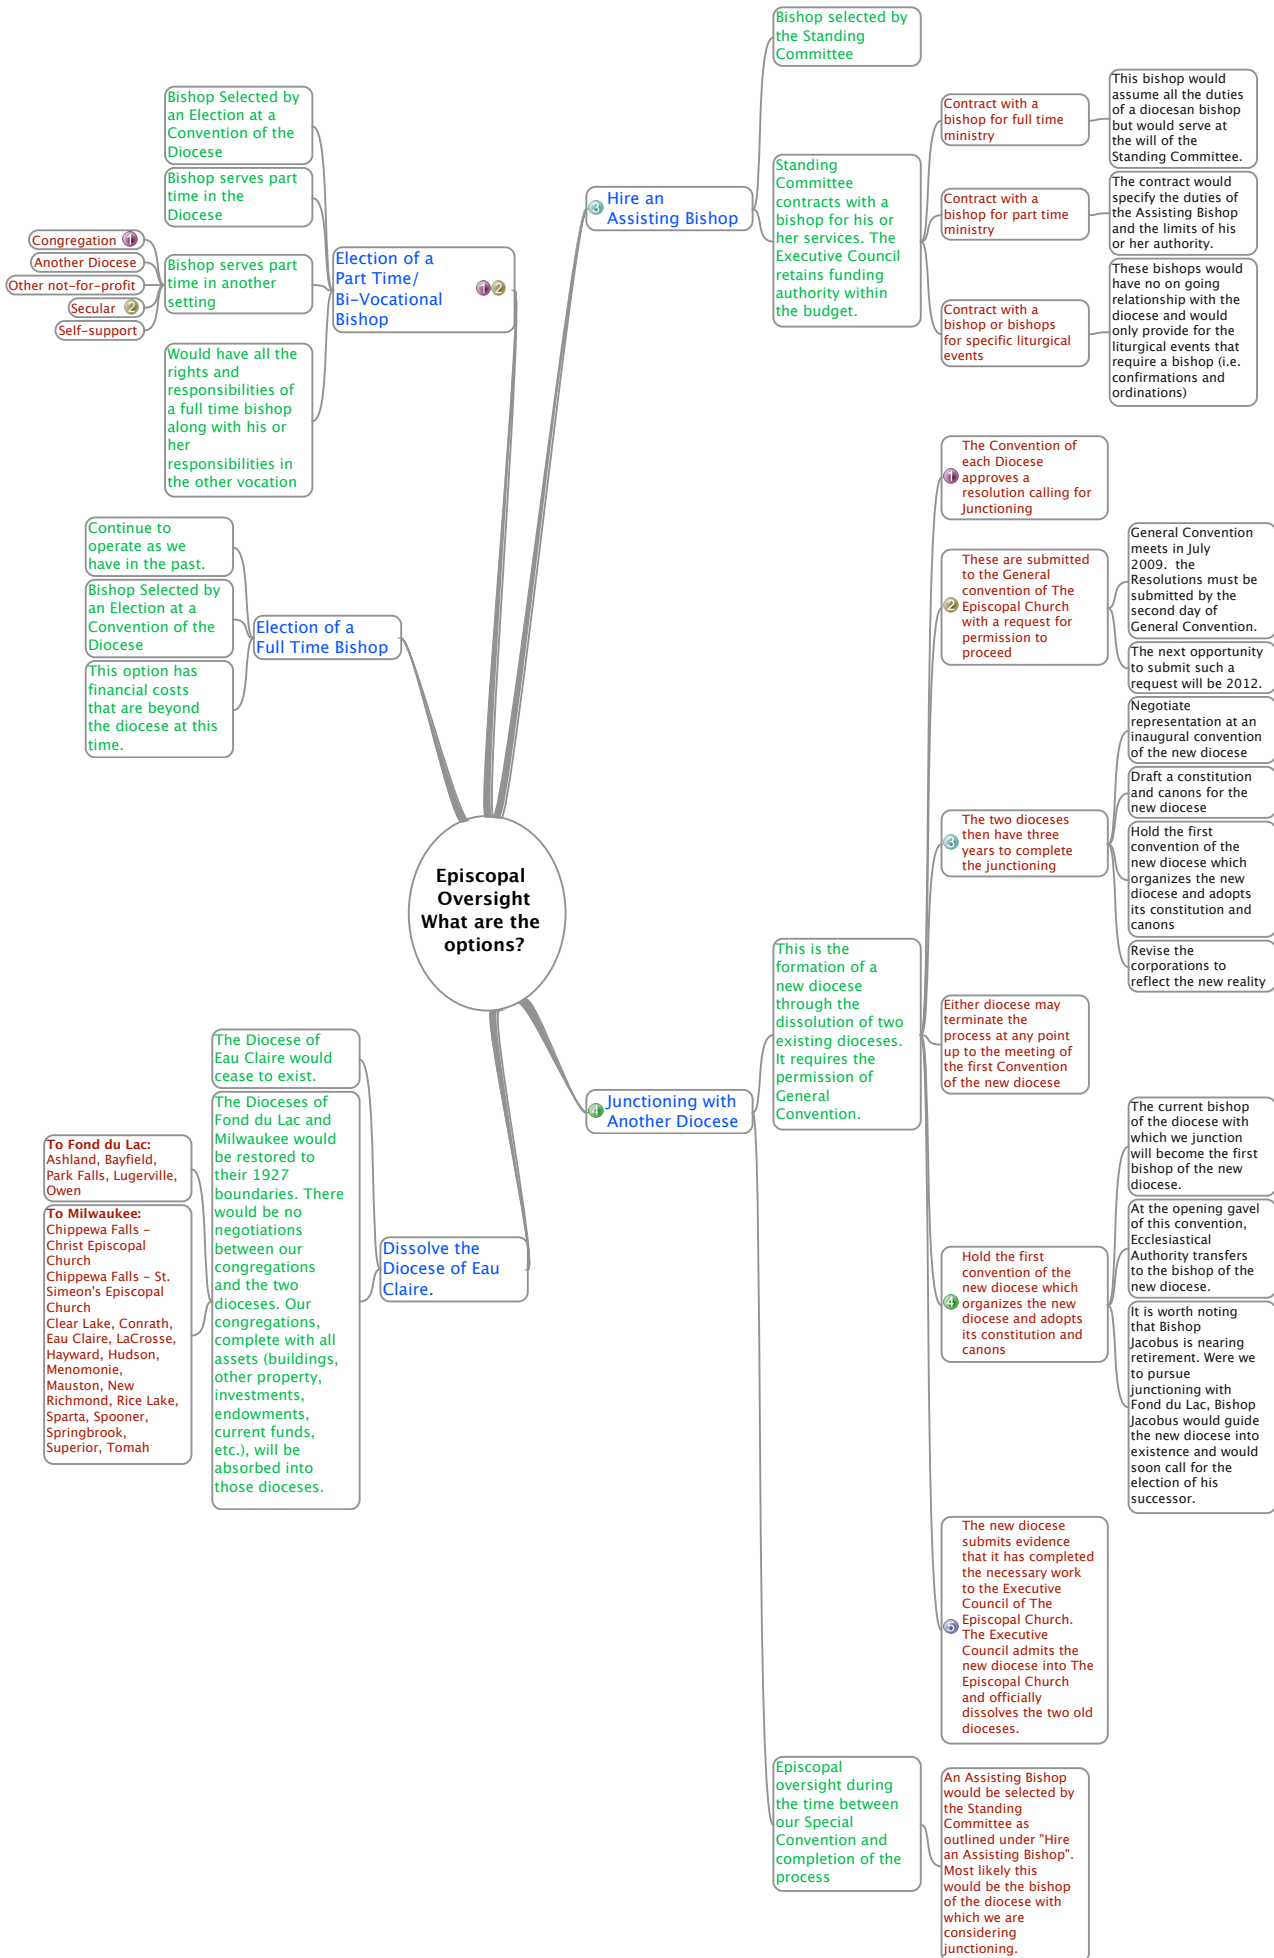 Episcopal
Oversight
What are the
options?
③ Hire an
Assisting Bishop
Bishop selected by
the Standing
Committee
Standing
Committee
contracts with a
bishop for his or
her services. The
Executive Council
retains funding
authority within
the budget.
Contract with a
bishop for full time
ministry
This bishop would
assume all the duties
of a diocesan bishop
but would serve at
the will of the
Standing Committee.
Contract with a
bishop for part time
ministry
The contract would
specify the duties of
the Assisting Bishop
and the limits of his
or her authority.
Contract with a
bishop or bishops
for specific liturgical
events
These bishops would
have no on going
relationship with the
diocese and would
only provide for the
liturgical events that
require a bishop (i.e.
confirmations and
ordinations)
④ Junctioning with
Another Diocese
This is the
formation of a
new diocese
through the
dissolution of two
existing dioceses.
It requires the
permission of
General
Convention.
The Convention of
each Diocese
① approves a
resolution calling for
Junctioning
These are submitted
to the General
convention of The
② Episcopal Church
with a request for
permission to
proceed
General Convention
meets in July
2009. the
Resolutions must be
submitted by the
second day of
General Convention.
The next opportunity
to submit such a
request will be 2012.
The two dioceses
then have three
③ years to complete
the junctioning
Negotiate
representation at an
inaugural convention
of the new diocese
Draft a constitution
and canons for the
new diocese
Hold the first
convention of the
new diocese which
organizes the new
diocese and adopts
its constitution and
canons
Revise the
corporations to
reflect the new reality
Either diocese may
terminate the
process at any point
up to the meeting of
the first Convention
of the new diocese
Hold the first
convention of the
new diocese which
④ organizes the new
diocese and adopts
its constitution and
canons
The current bishop
of the diocese with
which we junction
will become the first
bishop of the new
diocese.
At the opening gavel
of this convention,
Ecclesiastical
Authority transfers
to the bishop of the
new diocese.
It is worth noting
that Bishop
Jacobus is nearing
retirement. Were we
to pursue
junctioning with
Fond du Lac, Bishop
Jacobus would guide
the new diocese into
existence and would
soon call for the
election of his
successor.
The new diocese
submits evidence
that it has completed
the necessary work
to the Executive
Council of The
⑤ Episcopal Church.
The Executive
Council admits the
new diocese into The
Episcopal Church
and officially
dissolves the two old
dioceses.
Episcopal
oversight during
the time between
our Special
Convention and
completion of the
process
An Assisting Bishop
would be selected by
the Standing
Committee as
outlined under "Hire
an Assisting Bishop".
Most likely this
would be the bishop
of the diocese with
which we are
considering
junctioning.
Election of a
Part Time/
Bi-Vocational
Bishop ①②
Bishop Selected by
an Election at a
Convention of the
Diocese
Bishop serves part
time in the
Diocese
Bishop serves part
time in another
setting
Congregation ①
Another Diocese
Other not-for-profit
Secular ②
Self-support
Would have all the
rights and
responsibilities of
a full time bishop
along with his or
her
responsibilities in
the other vocation
Election of a
Full Time Bishop
Continue to
operate as we
have in the past.
Bishop Selected by
an Election at a
Convention of the
Diocese
This option has
financial costs
that are beyond
the diocese at this
time.
Dissolve the
Diocese of Eau
Claire.
The Diocese of
Eau Claire would
cease to exist.
The Dioceses of
Fond du Lac and
Milwaukee would
be restored to
their 1927
boundaries. There
would be no
negotiations
between our
congregations
and the two
dioceses. Our
congregations,
complete with all
assets (buildings,
other property,
investments,
endowments,
current funds,
etc.), will be
absorbed into
those dioceses.
To Fond du Lac:
Ashland, Bayfield,
Park Falls, Lugerville,
Owen
To Milwaukee:
Chippewa Falls –
Christ Episcopal
Church
Chippewa Falls – St.
Simeon's Episcopal
Church
Clear Lake, Conrath,
Eau Claire, LaCrosse,
Hayward, Hudson,
Menomonie,
Mauston, New
Richmond, Rice Lake,
Sparta, Spooner,
Springbrook,
Superior, Tomah